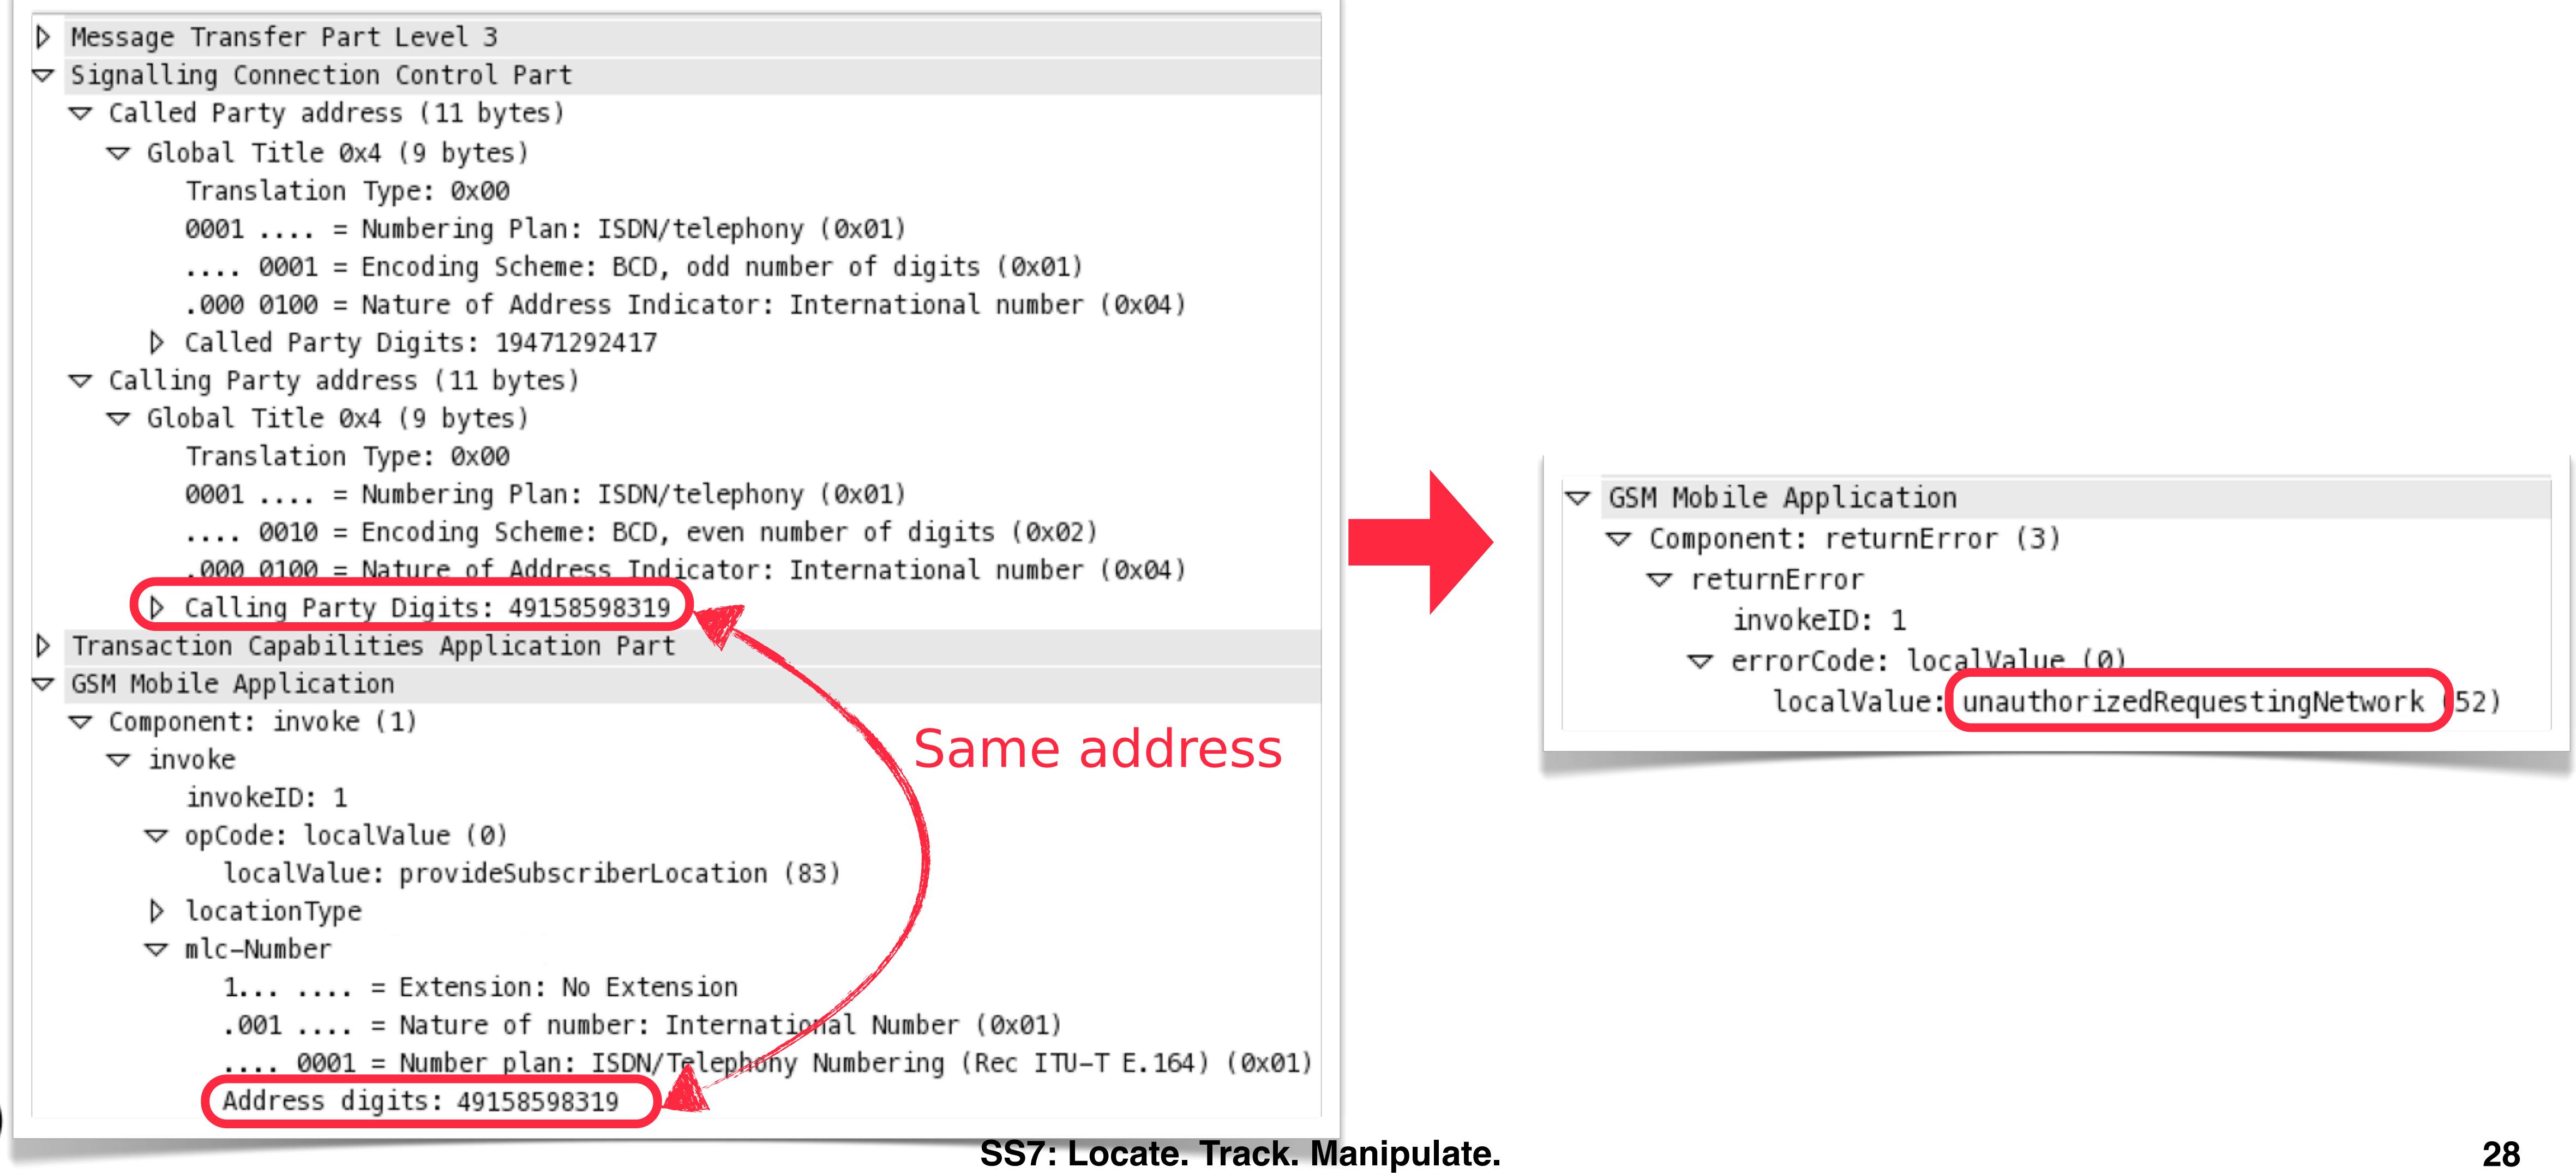 Message Transfer Part Level 3
Signalling Connection Control Part
Called Party address (11 bytes)
Global Title 0x4 (9 bytes)
Translation Type: 0x00
0001 .... = Numbering Plan: ISDN/telephony (0x01)
.... 0001 = Encoding Scheme: BCD, odd number of digits (0x01)
.000 0100 = Nature of Address Indicator: International number (0x04)
Called Party Digits: 19471292417
Calling Party address (11 bytes)
Global Title 0x4 (9 bytes)
Translation Type: 0x00
0001 .... = Numbering Plan: ISDN/telephony (0x01)
.... 0010 = Encoding Scheme: BCD, even number of digits (0x02)
.000 0100 = Nature of Address Indicator: International number (0x04)
Calling Party Digits: 49158598319
Transaction Capabilities Application Part
GSM Mobile Application
Component: invoke (1)
invoke
invokeID: 1
opCode: localValue (0)
localValue: provideSubscriberLocation (83)
locationType
mlc-Number
1... .... = Extension: No Extension
.001 .... = Nature of number: International Number (0x01)
.... 0001 = Number plan: ISDN/Telephony Numbering (Rec ITU-T E.164) (0x01)
Address digits: 49158598319
Same address
GSM Mobile Application
Component: returnError (3)
returnError
invokeID: 1
errorCode: localValue (0)
localValue: unauthorizedRequestingNetwork (52)
SS7: Locate. Track. Manipulate.
28